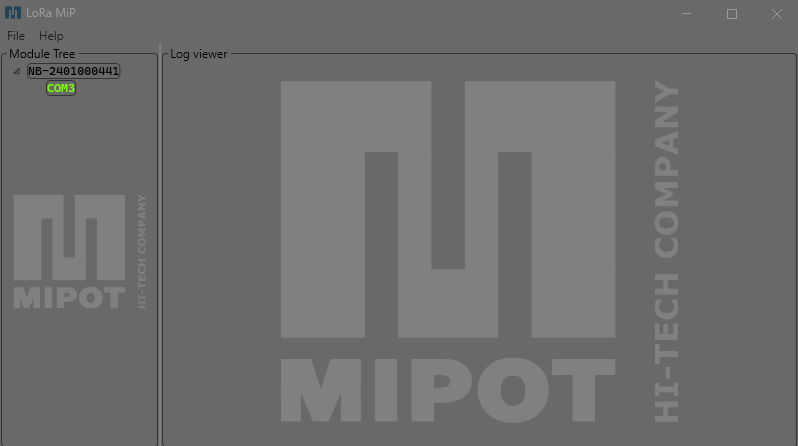 LoRa MiP
File Help
Module Tree
NB-2401000441
COM3
MIPOT
HI-TECH COMPANY
Log viewer
MIPOT
HI-TECH COMPANY